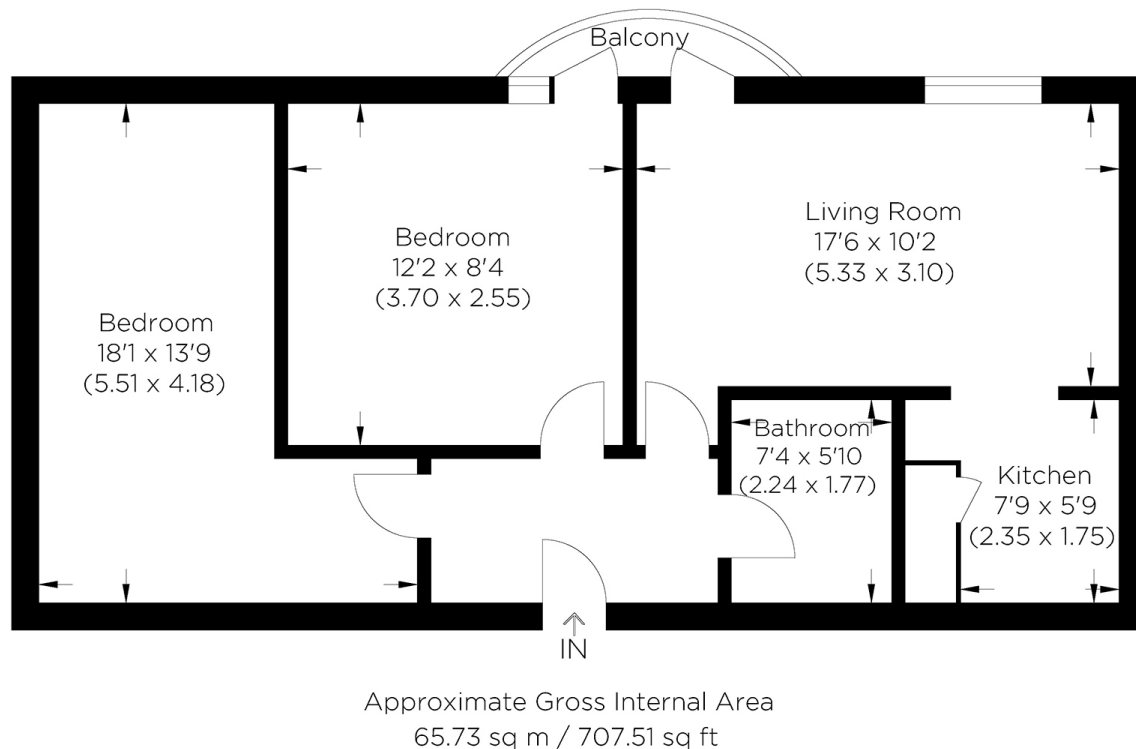 Balcony
Living Room
17'6 x 10'2
(5.33 x 3.10)
Bedroom
12'2 x 8'4
(3.70 x 2.55)
Bedroom
18'1 x 13'9
(5.51 x 4.18)
Bathroom
7'4 x 5'10
(2.24 x 1.77)
Kitchen
7'9 x 5'9
(2.35 x 1.75)
IN
Approximate Gross Internal Area
65.73 sq m / 707.51 sq ft